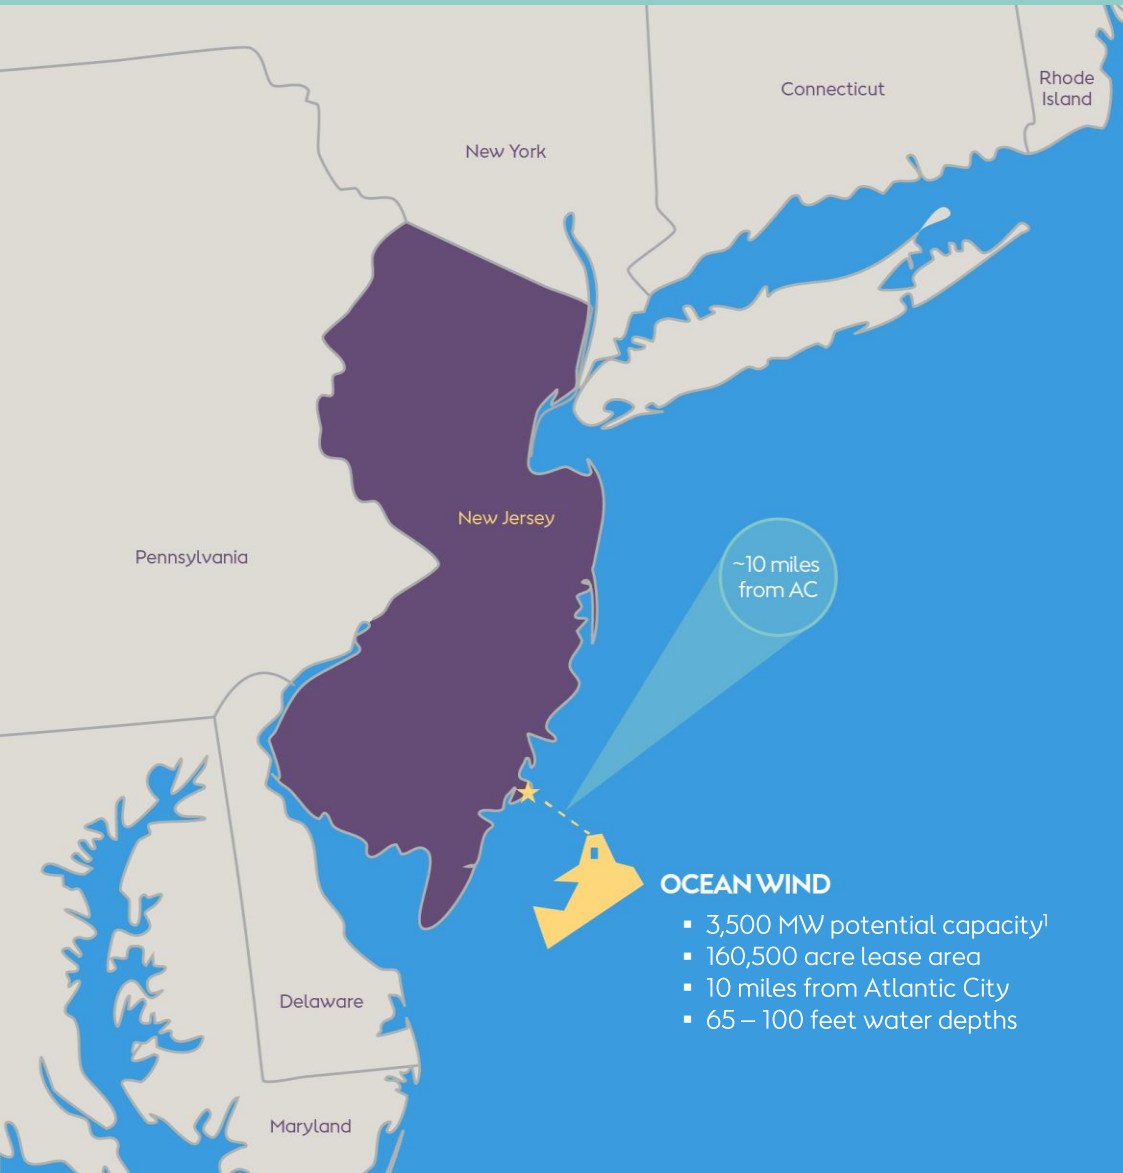 Connecticut
Rhode
Island
New York
New Jersey
Pennsylvania
~10 miles
from AC
OCEAN WIND
▪ 3,500 MW potential capacity¹
▪ 160,500 acre lease area
▪ 10 miles from Atlantic City
▪ 65 – 100 feet water depths
Delaware
Maryland